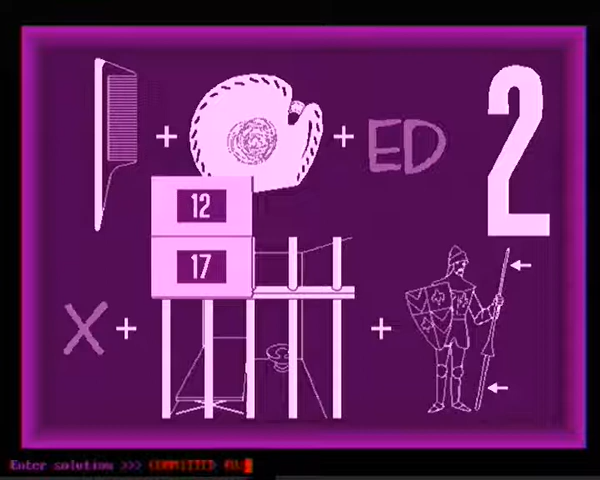 + + ED 2
12
17
X + +
Enter solution >>> COMMITTED